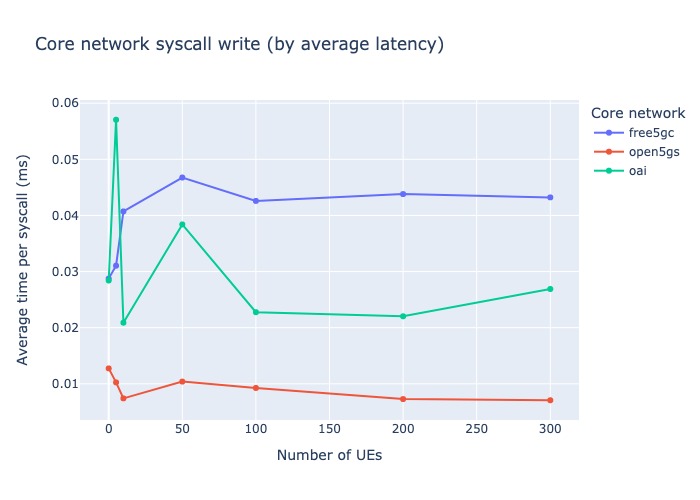 Core network syscall write (by average latency)
Core network
free5gc
open5gs
oai
Average time per syscall (ms)
0.06
0.05
0.04
0.03
0.02
0.01
0 50 100 150 200 250 300
Number of UEs